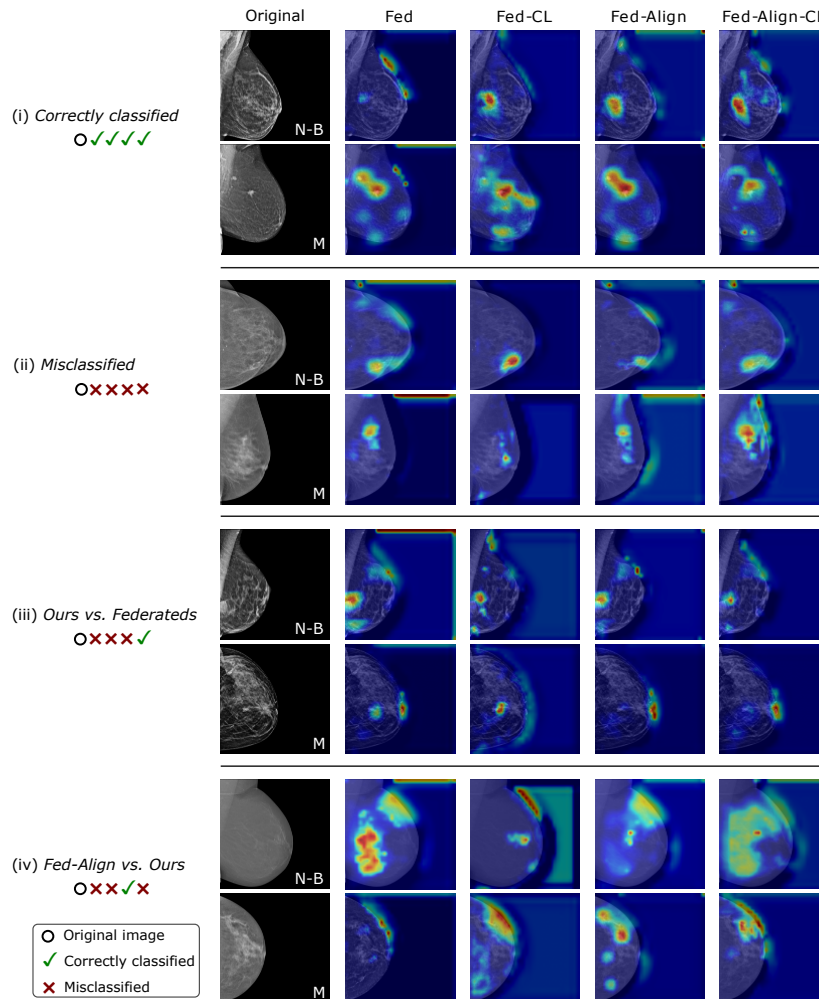 Original Fed Fed-CL Fed-Align Fed-Align-CL
(i) Correctly classified
N-B
M
(ii) Misclassified
N-B
M
(iii) Ours vs. Federateds
N-B
M
(iv) Fed-Align vs. Ours
N-B
Original image
Correctly classified
Misclassified
M